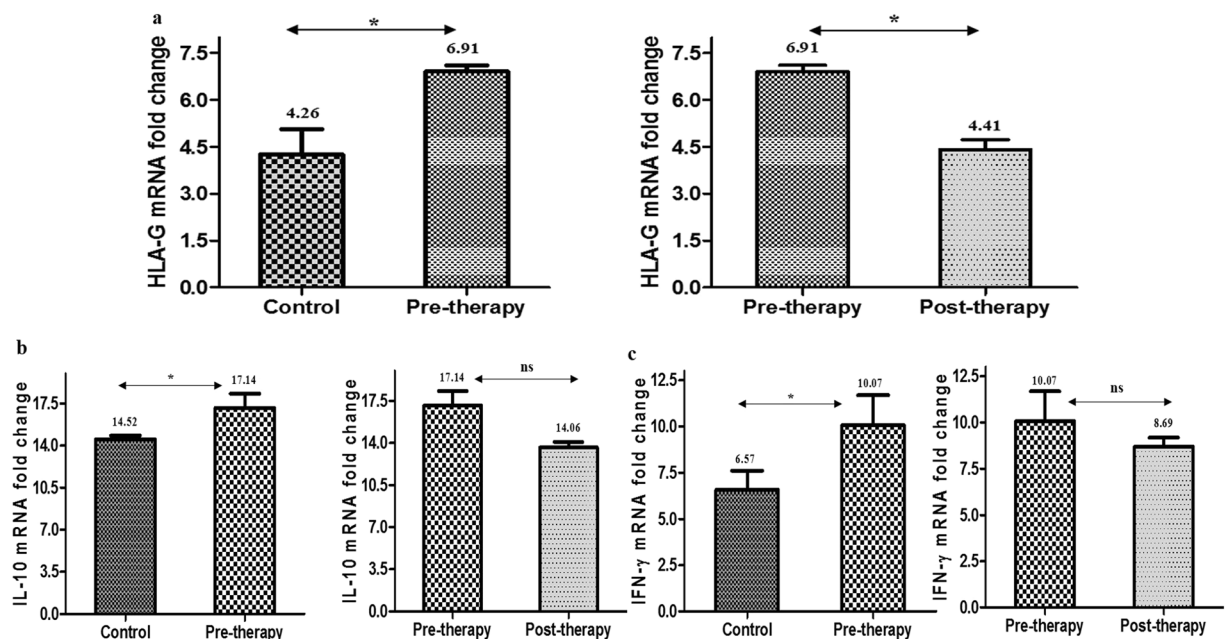 a
HLA-G mRNA fold change
7.5
6.0
4.5
3.0
1.5
0.0
*
4.26
6.91
Control
Pre-therapy
HLA-G mRNA fold change
7.5
6.0
4.5
3.0
1.5
0.0
*
6.91
4.41
Pre-therapy
Post-therapy
b
IL-10 mRNA fold change
17.5
14.0
10.5
7.0
3.5
0.0
*
14.52
17.14
Control
Pre-therapy
IL-10 mRNA fold change
17.5
14.0
10.5
7.0
3.5
0.0
ns
17.14
14.06
Pre-therapy
Post-therapy
c
IFN-γ mRNA fold change
12.5
10.0
7.5
5.0
2.5
0.0
*
6.57
10.07
Control
Pre-therapy
IFN-γ mRNA fold change
12.5
10.0
7.5
5.0
2.5
0.0
ns
10.07
8.69
Pre-therapy
Post-therapy